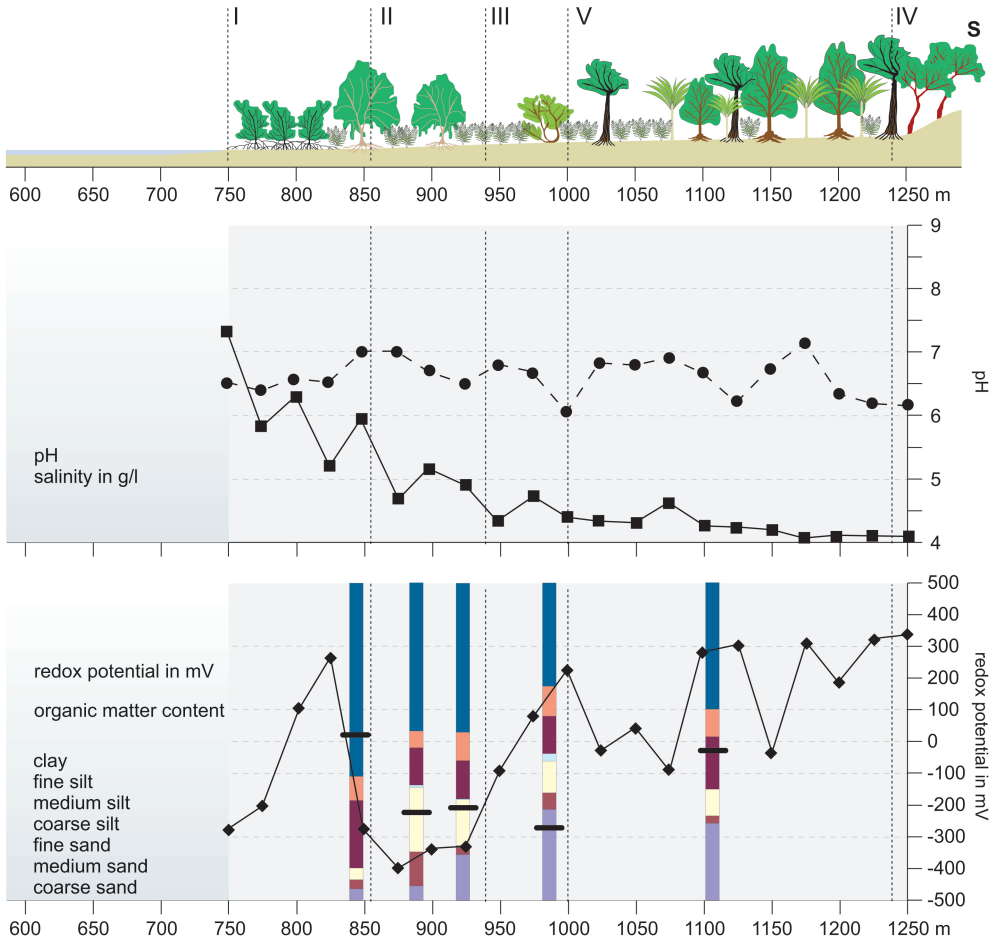 I II III V IV
S
600 650 700 750 800 850 900 950 1000 1050 1100 1150 1200 1250 m
9
8
7
6
5
4
pH
pH
salinity in g/l
500
400
300
200
100
0
-100
-200
-300
-400
-500
redox potential in mV
redox potential in mV
organic matter content
clay
fine silt
medium silt
coarse silt
fine sand
medium sand
coarse sand
600 650 700 750 800 850 900 950 1000 1050 1100 1150 1200 1250 m